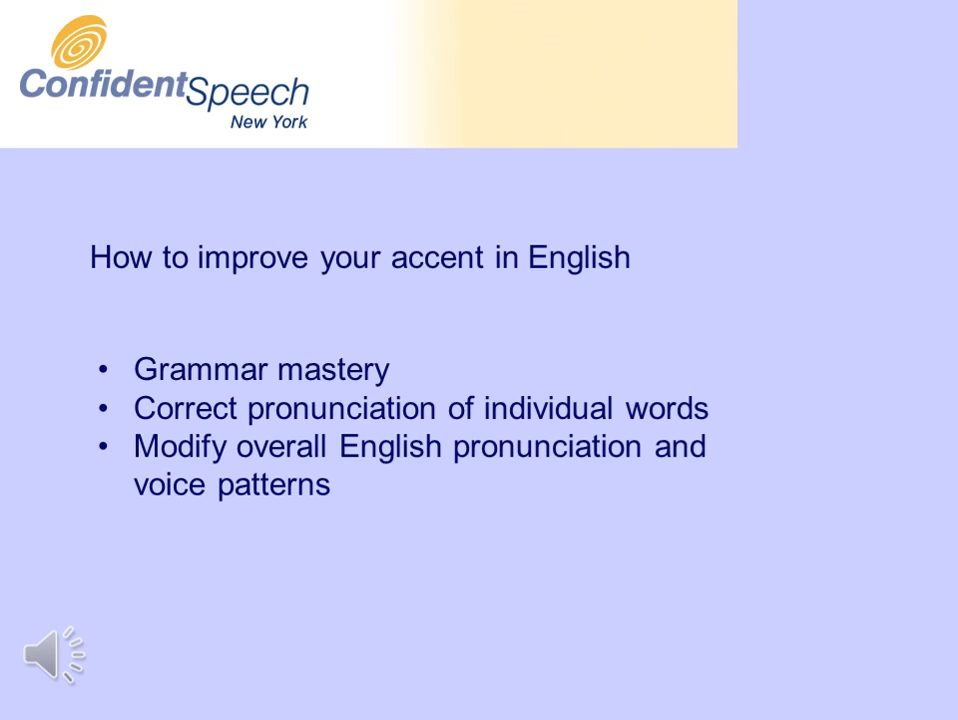 ConfidentSpeech
New York
How to improve your accent in English
• Grammar mastery
• Correct pronunciation of individual words
• Modify overall English pronunciation and
voice patterns